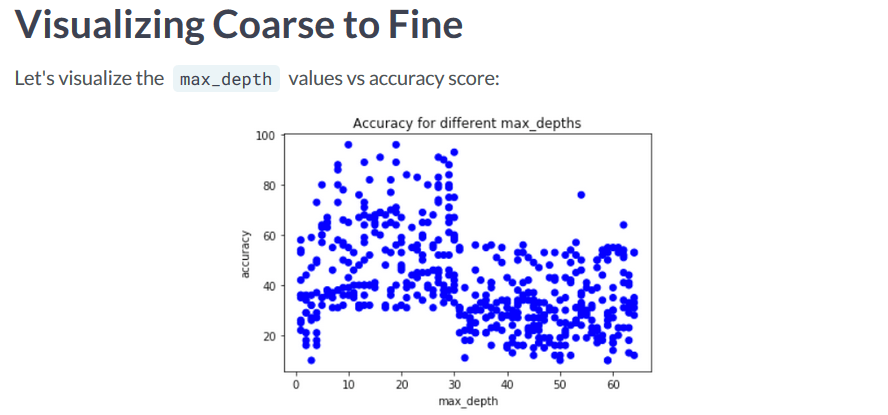 Visualizing Coarse to Fine
Let's visualize the max_depth values vs accuracy score:
Accuracy for different max_depths
100
80
60
40
20
accuracy
0 10 20 30 40 50 60
max_depth